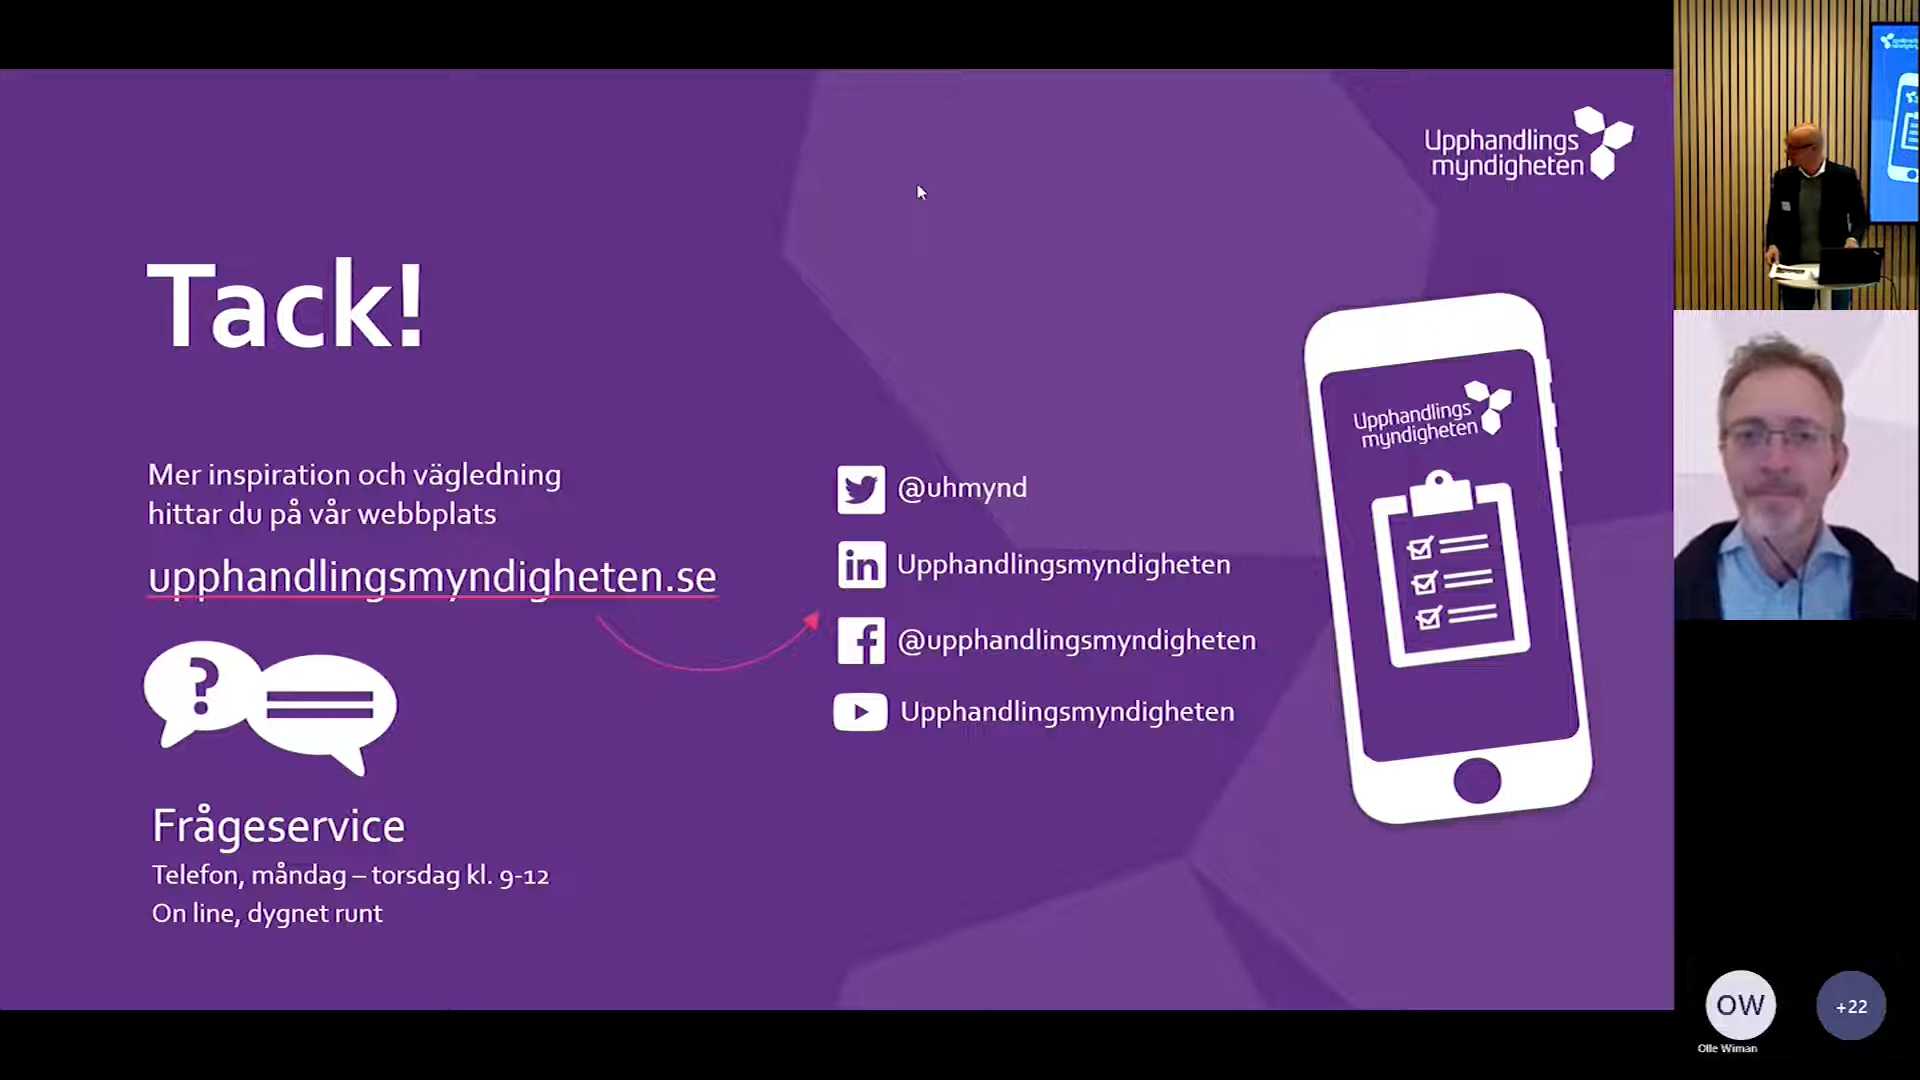 Upphandlings
myndigheten
Tack!
Mer inspiration och vägledning
hittar du på vår webbplats
upphandlingsmyndigheten.se
?
Frågeservice
Telefon, måndag – torsdag kl. 9-12
On line, dygnet runt
@uhmynd
in Upphandlingsmyndigheten
f @upphandlingsmyndigheten
Upphandlingsmyndigheten
Upphandlings
myndigheten
OW
Olle Wiman
+22